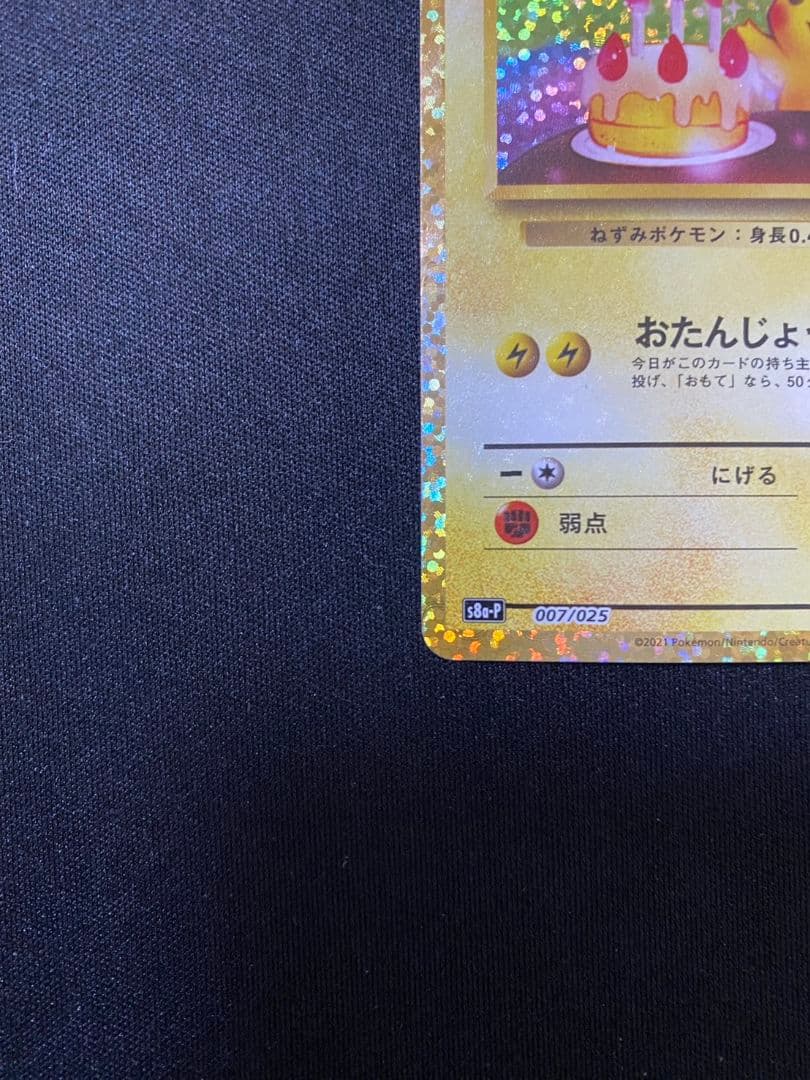 ねずみポケモン：身長0.4
おたんじょ
今日がこのカードの持ち主
投げ、「おもて」なら、50
にげる
弱点
s8a-P 007/025
©2021 Pokémon/Nintendo/Creatu